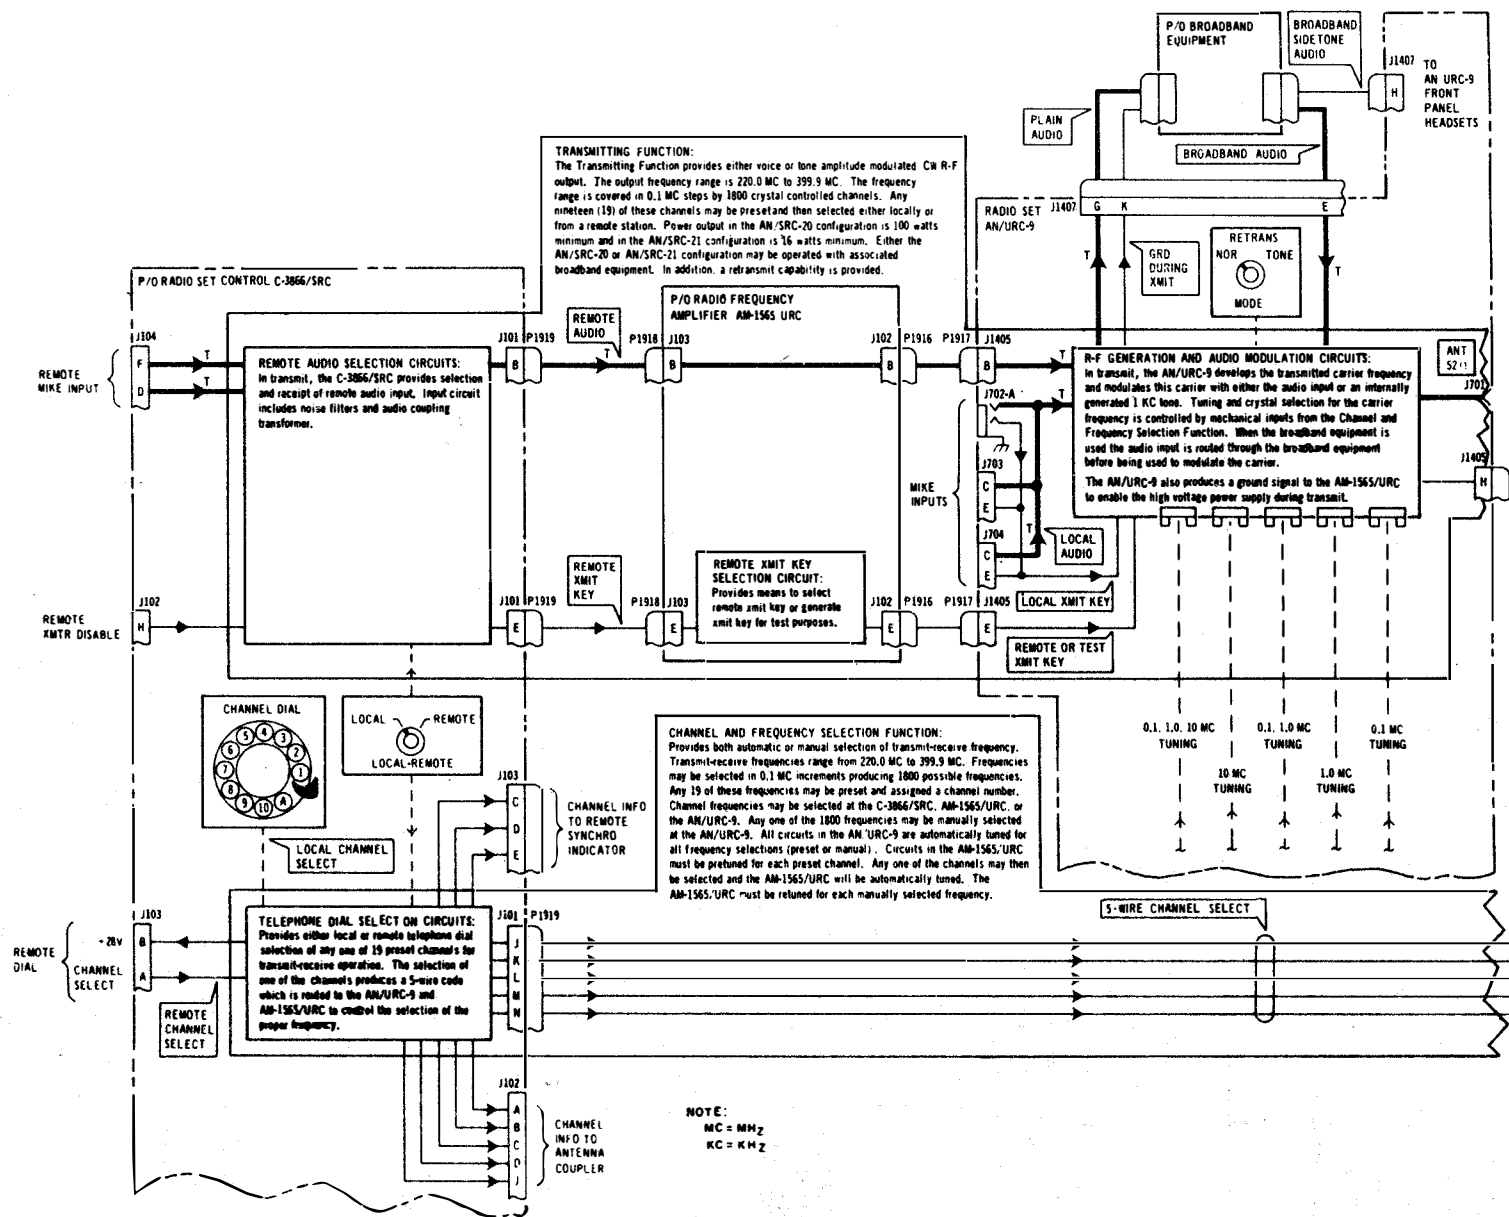 P/O BROADBAND
EQUIPMENT
BROADBAND
SIDETONE
AUDIO
J1407
H
TO
AN URC-9
FRONT
PANEL
HEADSETS
PLAIN
AUDIO
BROADBAND AUDIO
TRANSMITTING FUNCTION:
The Transmitting Function provides either voice or tone amplitude modulated CW R-F
output. The output frequency range is 220.0 MC to 399.9 MC. The frequency
range is covered in 0.1 MC steps by 1800 crystal controlled channels. Any
nineteen (19) of these channels may be preset and then selected either locally or
from a remote station. Power output in the AN/SRC-20 configuration is 100 watts
minimum and in the AN/SRC-21 configuration is 16 watts minimum. Either the
AN/SRC-20 or AN/SRC-21 configuration may be operated with associated
broadband equipment. In addition, a retransmit capability is provided.
RADIO SET
AN/URC-9
J1407
G
K
E
T
GRD
DURING
XMIT
RETRANS
NOR
TONE
MODE
T
P/O RADIO SET CONTROL C-3866/SRC
P/O RADIO FREQUENCY
AMPLIFIER AM-1565 URC
REMOTE
AUDIO
J104
F
D
T
T
REMOTE
MIKE INPUT
J101 P1919
B
T
P1918 J103
B
J102 P1916
B
P1917 J1405
B
T
REMOTE AUDIO SELECTION CIRCUITS:
In transmit, the C-3866/SRC provides selection
and receipt of remote audio input. Input circuit
includes noise filters and audio coupling
transformer.
R-F GENERATION AND AUDIO MODULATION CIRCUITS:
In transmit, the AN/URC-9 develops the transmitted carrier frequency
and modulates this carrier with either the audio input or an internally
generated 1 KC tone. Tuning and crystal selection for the carrier
frequency is controlled by mechanical inputs from the Channel and
Frequency Selection Function. When the broadband equipment is
used the audio input is routed through the broadband equipment
before being used to modulate the carrier.
The AN/URC-9 also produces a ground signal to the AM-1565/URC
to enable the high voltage power supply during transmit.
ANT
J701
J1405
H
J702-A
T
J703
C
E
MIKE
INPUTS
J704
C
E
T
LOCAL
AUDIO
LOCAL XMIT KEY
REMOTE
XMIT
KEY
REMOTE XMIT KEY
SELECTION CIRCUIT:
Provides means to select
remote xmit key or generate
xmit key for test purposes.
J102
H
REMOTE
XMTR DISABLE
J101 P1919
E
P1918 J103
E
J102 P1916
E
P1917 J1405
E
REMOTE OR TEST
XMIT KEY
CHANNEL DIAL
5 4 3 2 1 6 7 8 9 10 A
LOCAL
REMOTE
LOCAL-REMOTE
LOCAL CHANNEL
SELECT
J103
C
D
E
CHANNEL INFO
TO REMOTE
SYNCHRO
INDICATOR
CHANNEL AND FREQUENCY SELECTION FUNCTION:
Provides both automatic or manual selection of transmit-receive frequency.
Transmit-receive frequencies range from 220.0 MC to 399.9 MC. Frequencies
may be selected in 0.1 MC increments producing 1800 possible frequencies.
Any 19 of these frequencies may be preset and assigned a channel number.
Channel frequencies may be selected at the C-3866/SRC, AM-1565/URC, or
the AN/URC-9. Any one of the 1800 frequencies may be manually selected
at the AN/URC-9. All circuits in the AN/URC-9 are automatically tuned for
all frequency selections (preset or manual). Circuits in the AM-1565/URC
must be pretuned for each preset channel. Any one of the channels may then
be selected and the AM-1565/URC will be automatically tuned. The
AM-1565/URC must be retuned for each manually selected frequency.
0.1, 1.0, 10 MC
TUNING
10 MC
TUNING
0.1, 1.0 MC
TUNING
1.0 MC
TUNING
0.1 MC
TUNING
5-WIRE CHANNEL SELECT
J103
+28V
B
A
REMOTE
DIAL
CHANNEL
SELECT
REMOTE
CHANNEL
SELECT
TELEPHONE DIAL SELECTION CIRCUITS:
Provides either local or remote telephone dial
selection of any one of 19 preset channels for
transmit-receive operation. The selection of
one of the channels produces a 5-wire code
which is routed to the AN/URC-9 and
AM-1565/URC to control the selection of the
proper frequency.
J101 P1919
J
K
L
M
N
J102
A
B
C
D
J
CHANNEL
INFO TO
ANTENNA
COUPLER
NOTE:
MC = MHz
KC = KHz